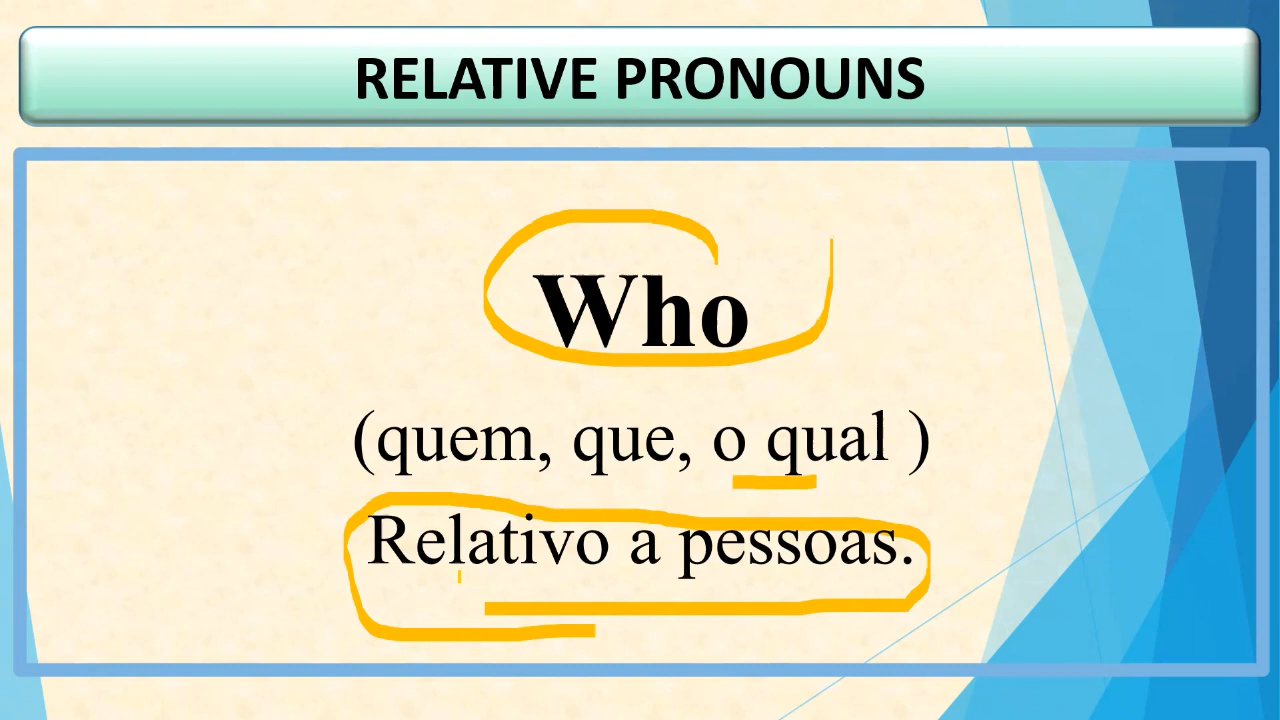 RELATIVE PRONOUNS
Who
(quem, que, o qual )
Relativo a pessoas.